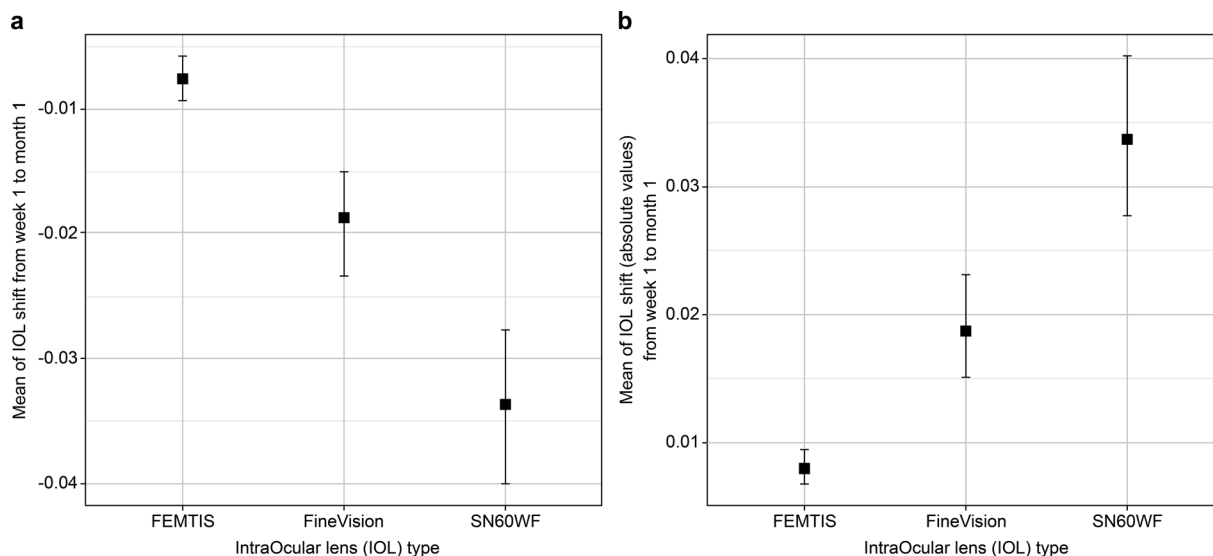 a
Mean of IOL shift from week 1 to month 1
-0.01
-0.02
-0.03
-0.04
FEMTIS FineVision SN60WF
IntraOcular lens (IOL) type
b
Mean of IOL shift (absolute values)
from week 1 to month 1
0.04
0.03
0.02
0.01
FEMTIS FineVision SN60WF
IntraOcular lens (IOL) type